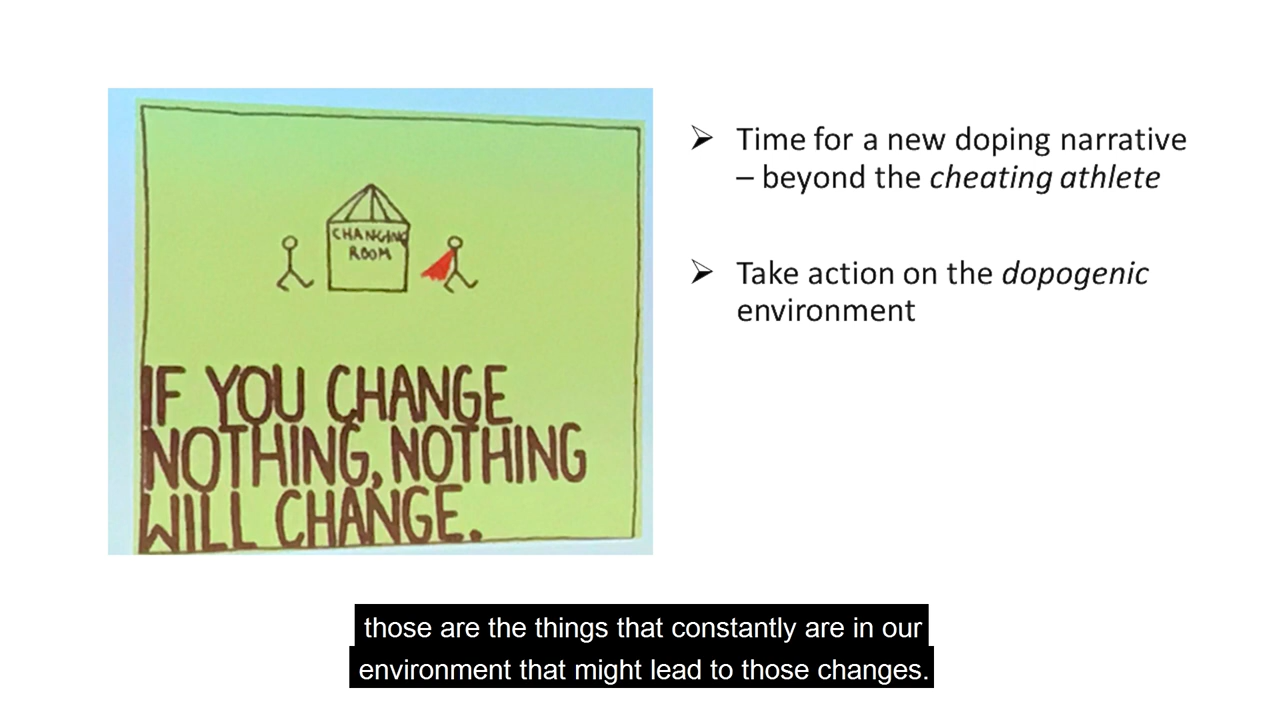 CHANGING
ROOM
IF YOU CHANGE
NOTHING, NOTHING
WILL CHANGE.
➢ Time for a new doping narrative
– beyond the cheating athlete
➢ Take action on the dopogenic
environment
those are the things that constantly are in our
environment that might lead to those changes.